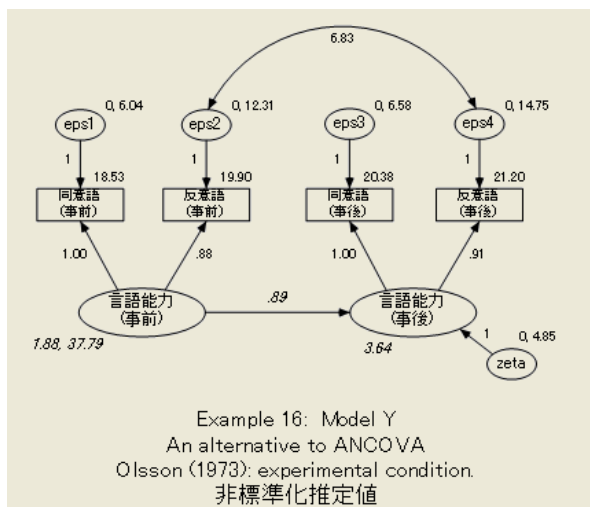 6.83
0, 6.04
0, 12.31
0, 6.58
0, 14.75
eps1
eps2
eps3
eps4
1
1
1
1
18.53
19.90
20.38
21.20
同意語
(事前)
反意語
(事前)
同意語
(事後)
反意語
(事後)
1.00
.88
1.00
.91
言語能力
(事前)
.89
言語能力
(事後)
1.88, 37.79
3.64
1
0, 4.85
zeta
Example 16: Model Y
An alternative to ANCOVA
Olsson (1973): experimental condition.
非標準化推定値